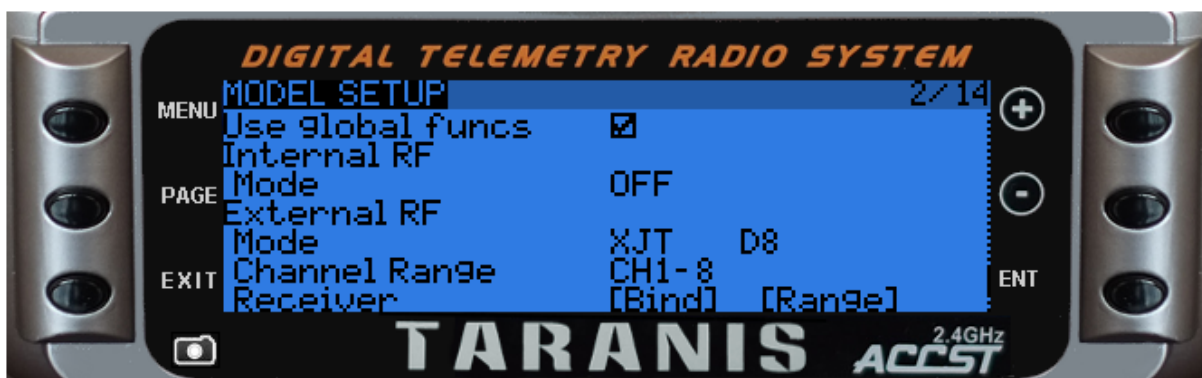 DIGITAL TELEMETRY RADIO SYSTEM
MENU
PAGE
EXIT
MODEL SETUP 2/14
Use global funcs
Internal RF
Mode OFF
External RF
Mode XJT D8
Channel Range CH1-8
Receiver [Bind] [Range]
+
-
ENT
TARANIS
2.4GHz
ACCST